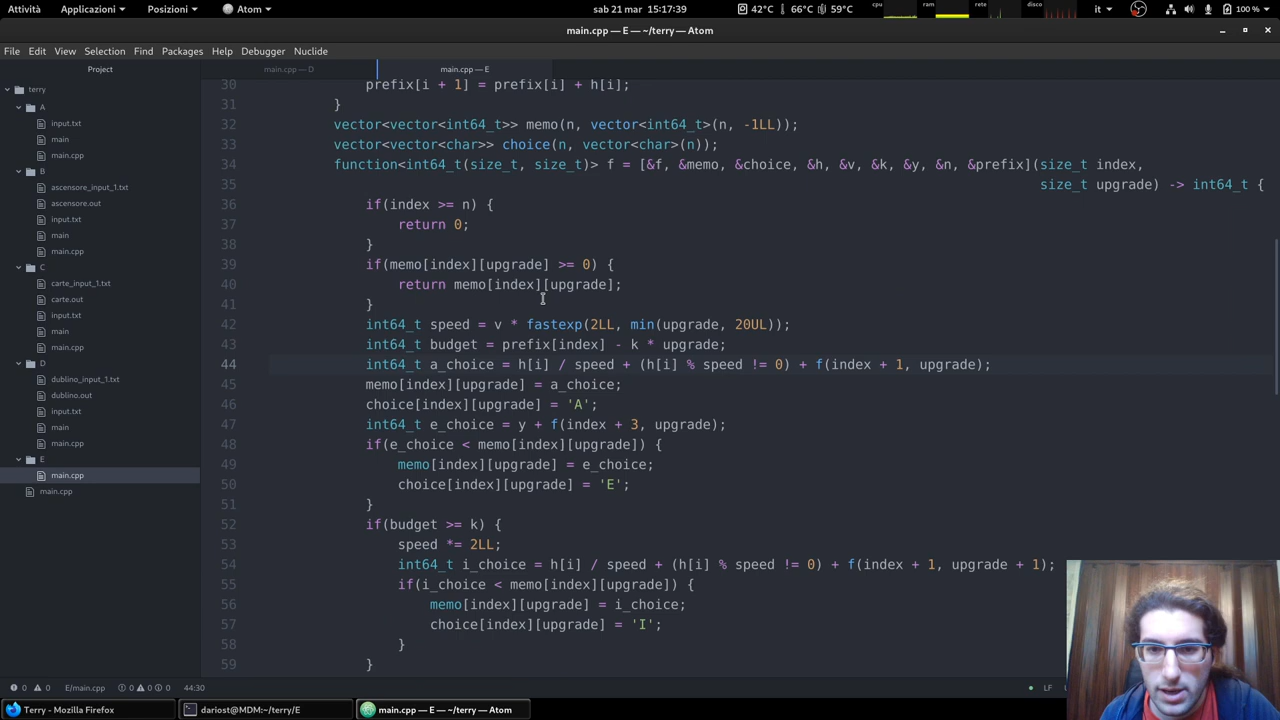 Attività Applicazioni Posizioni Atom sab 21 mar 15:17:39 cpu ram rete disco 42°C 66°C 59°C it 100 %
main.cpp — E — ~/terry — Atom
File Edit View Selection Find Packages Help Debugger Nuclide
Project
main.cpp — D
main.cpp — E
terry
A
input.txt
main
main.cpp
B
ascensore_input_1.txt
ascensore.out
input.txt
main
main.cpp
C
carte_input_1.txt
carte.out
input.txt
main
main.cpp
D
dublino_input_1.txt
dublino.out
input.txt
main
main.cpp
E
main.cpp
main.cpp
30 prefix[i + 1] = prefix[i] + h[i];
31 }
32 vector<vector<int64_t>> memo(n, vector<int64_t>(n, -1LL));
33 vector<vector<char>> choice(n, vector<char>(n));
34 function<int64_t(size_t, size_t)> f = [&f, &memo, &choice, &h, &v, &k, &y, &n, &prefix](size_t index,
35 size_t upgrade) -> int64_t {
36 if(index >= n) {
37 return 0;
38 }
39 if(memo[index][upgrade] >= 0) {
40 return memo[index][upgrade];
41 }
42 int64_t speed = v * fastexp(2LL, min(upgrade, 20UL));
43 int64_t budget = prefix[index] - k * upgrade;
44 int64_t a_choice = h[i] / speed + (h[i] % speed != 0) + f(index + 1, upgrade);
45 memo[index][upgrade] = a_choice;
46 choice[index][upgrade] = 'A';
47 int64_t e_choice = y + f(index + 3, upgrade);
48 if(e_choice < memo[index][upgrade]) {
49 memo[index][upgrade] = e_choice;
50 choice[index][upgrade] = 'E';
51 }
52 if(budget >= k) {
53 speed *= 2LL;
54 int64_t i_choice = h[i] / speed + (h[i] % speed != 0) + f(index + 1, upgrade + 1);
55 if(i_choice < memo[index][upgrade]) {
56 memo[index][upgrade] = i_choice;
57 choice[index][upgrade] = 'I';
58 }
59 }
0 0 E/main.cpp 0 0 0 44:30 LF
Terry - Mozilla Firefox
dariost@MDM:~/terry/E
main.cpp — E — ~/terry — Atom